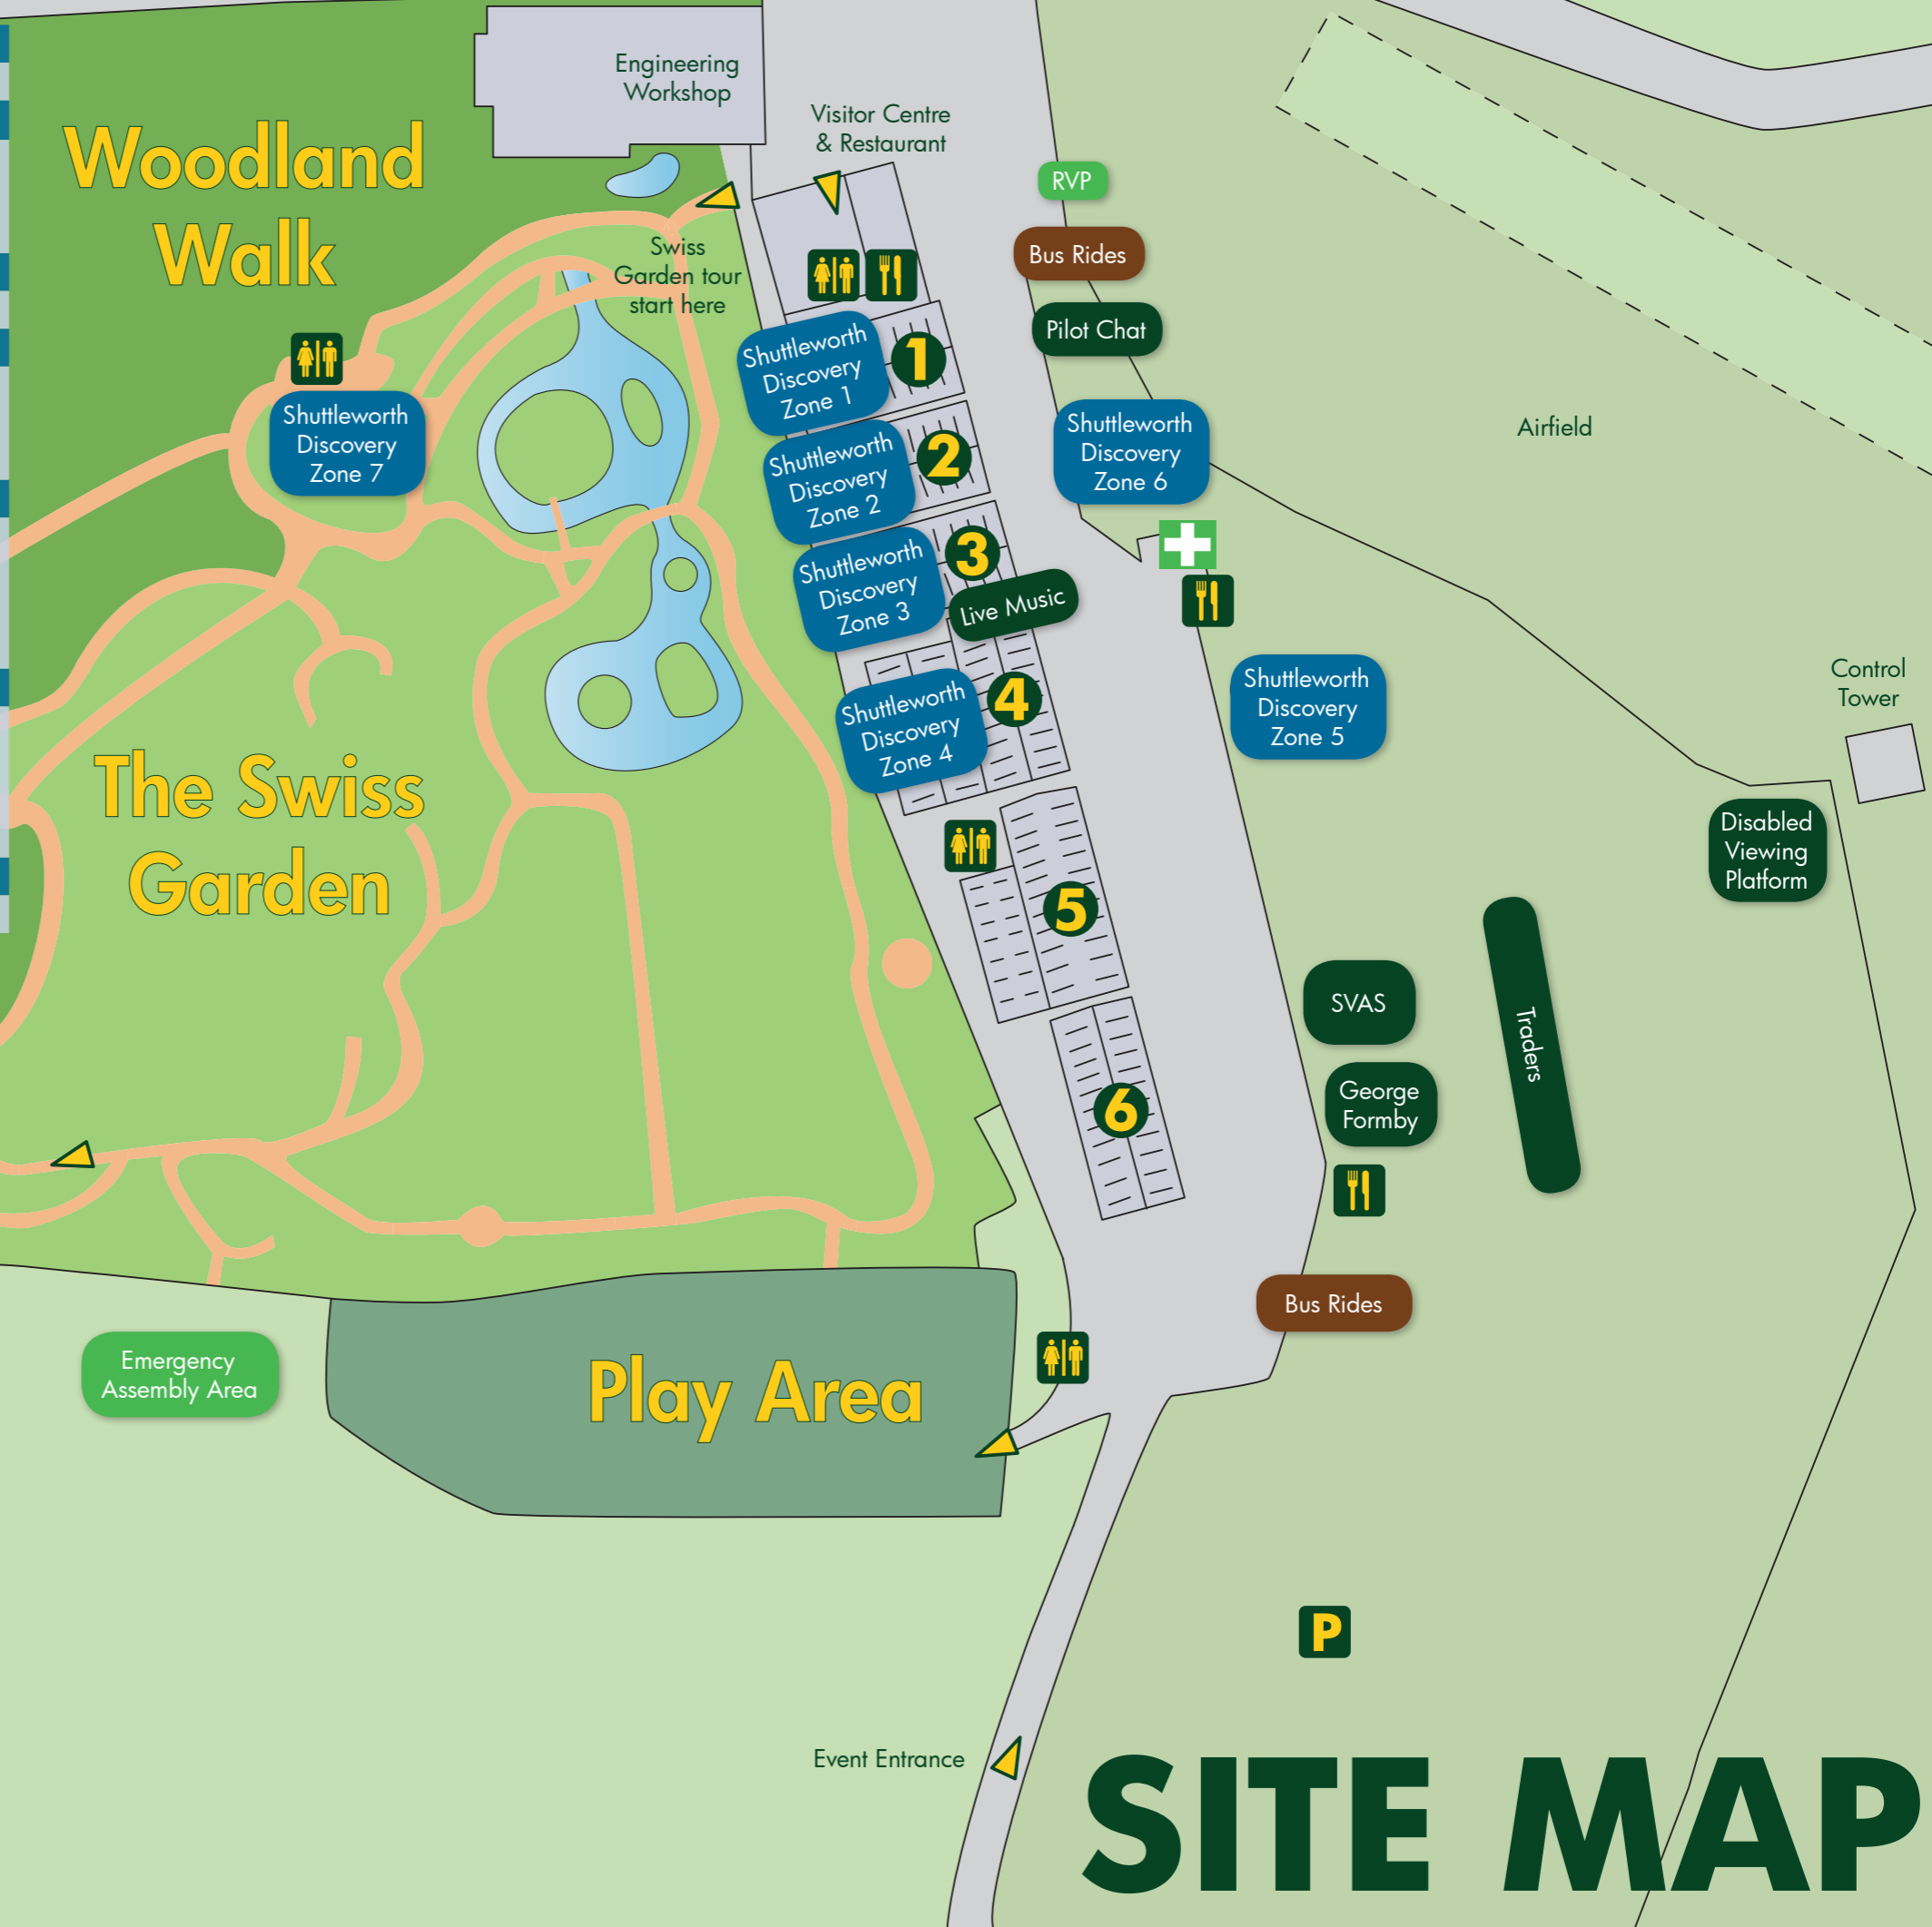 Engineering
Workshop
Visitor Centre
& Restaurant
Woodland
Walk
RVP
Swiss
Garden tour
start here
Bus Rides
Pilot Chat
Shuttleworth
Discovery
Zone 1
1
Shuttleworth
Discovery
Zone 7
Shuttleworth
Discovery
Zone 2
2
Shuttleworth
Discovery
Zone 6
Airfield
Shuttleworth
Discovery
Zone 3
3
Live Music
Shuttleworth
Discovery
Zone 4
4
Shuttleworth
Discovery
Zone 5
Control
Tower
The Swiss
Garden
Disabled
Viewing
Platform
5
SVAS
Traders
George
Formby
6
Bus Rides
Emergency
Assembly Area
Play Area
P
Event Entrance
SITE MAP